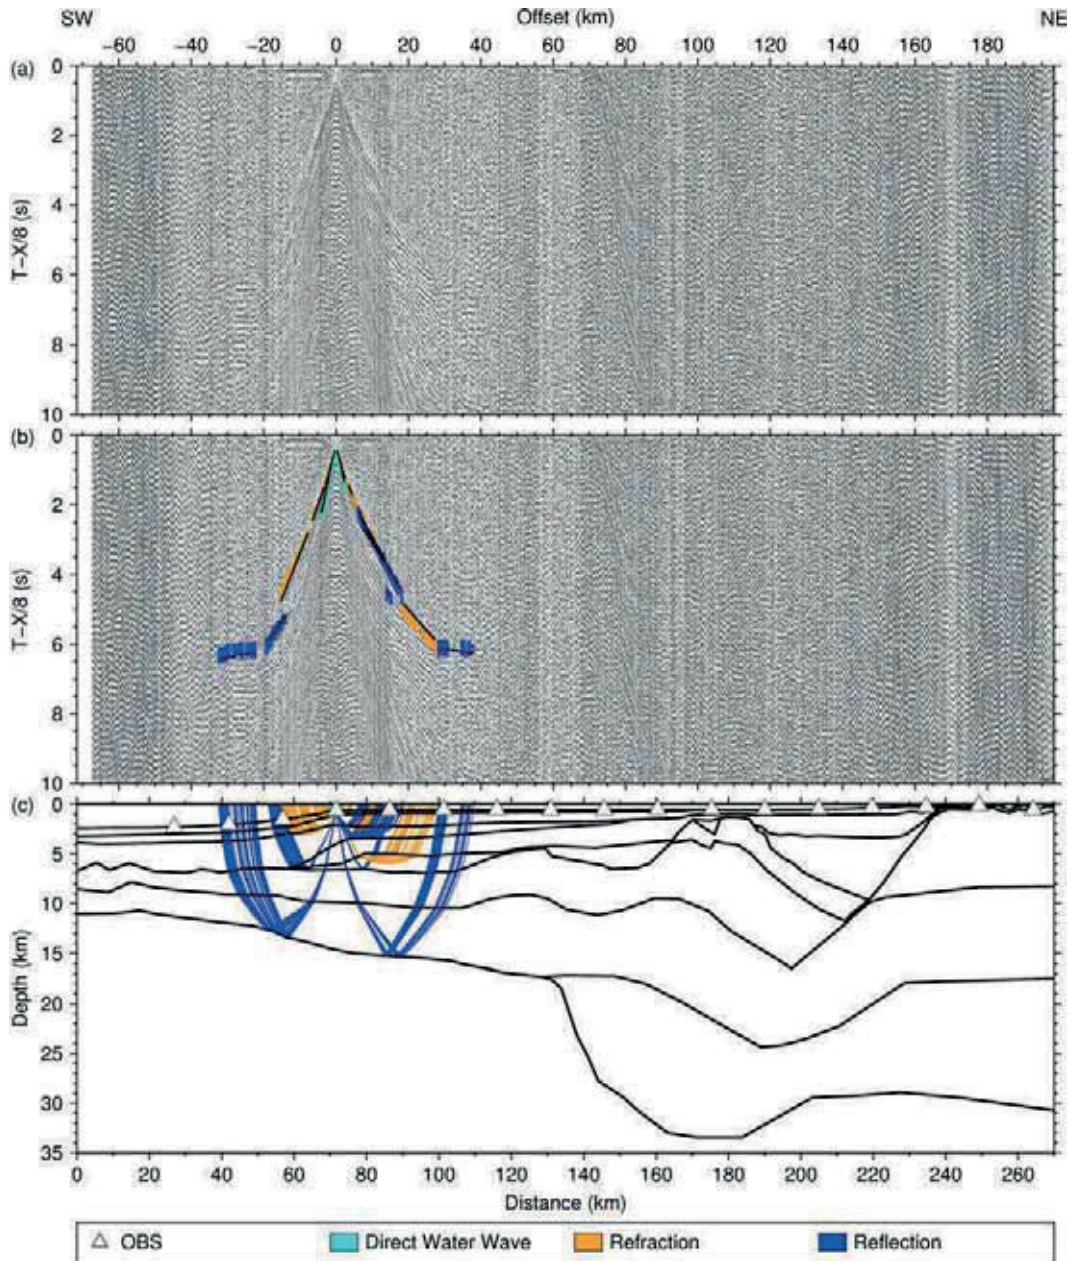 SW Offset (km) NE
−60 −40 −20 0 20 40 60 80 100 120 140 160 180
(a)
0
2
4
6
8
10
T−X/8 (s)
(b)
0
2
4
6
8
10
T−X/8 (s)
(c)
0
5
10
15
20
25
30
35
Depth (km)
0 20 40 60 80 100 120 140 160 180 200 220 240 260
Distance (km)
OBS Direct Water Wave Refraction Reflection